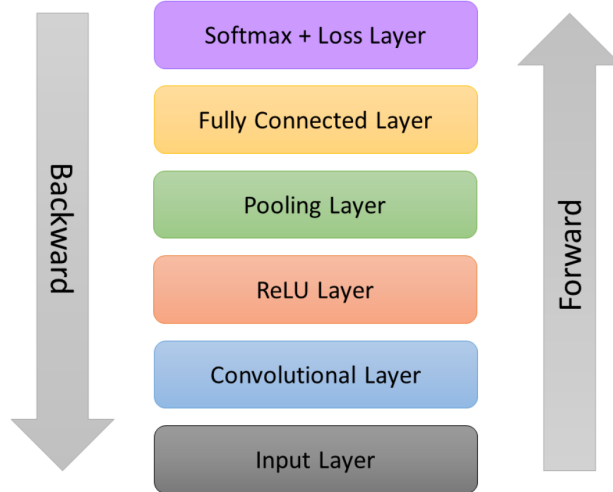 Softmax + Loss Layer
Fully Connected Layer
Pooling Layer
ReLU Layer
Convolutional Layer
Input Layer
Backward
Forward